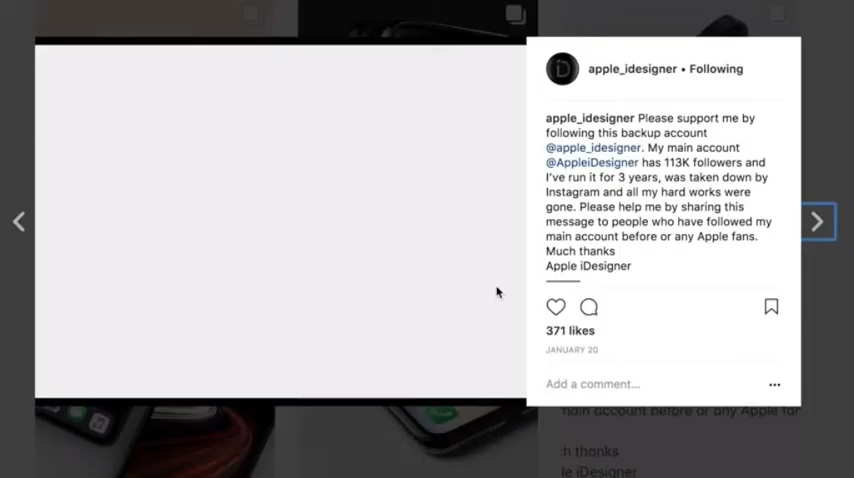 apple_idesigner • Following
apple_idesigner Please support me by
following this backup account
@apple_idesigner. My main account
@AppleiDesigner has 113K followers and
I've run it for 3 years, was taken down by
Instagram and all my hard works were
gone. Please help me by sharing this
message to people who have followed my
main account before or any Apple fans.
Much thanks
Apple iDesigner
371 likes
JANUARY 20
Add a comment...
main account before or any Apple fan
ch thanks
le iDesigner